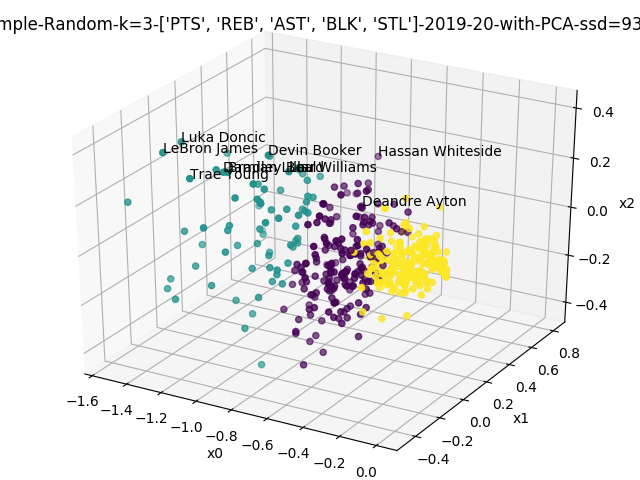 mple-Random-k=3-['PTS', 'REB', 'AST', 'BLK', 'STL']-2019-20-with-PCA-ssd=93
Luka Doncic
LeBron James
Devin Booker
Hassan Whiteside
Trae Young
Williams
Deandre Ayton
0.4
0.2
0.0
−0.2
−0.4
x2
−1.6
−1.4
−1.2
−1.0
−0.8
−0.6
−0.4
−0.2
0.0
x0
−0.4
−0.2
0.0
0.2
0.4
0.6
0.8
x1